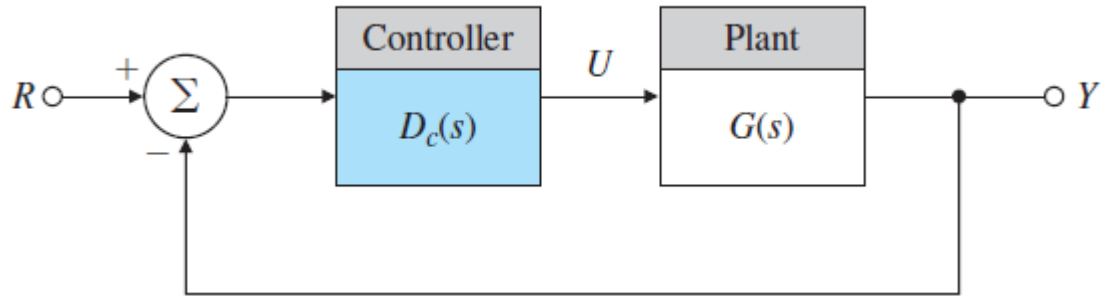 Controller
Plant
U
R
+
Σ
D_c(s)
G(s)
Y
−